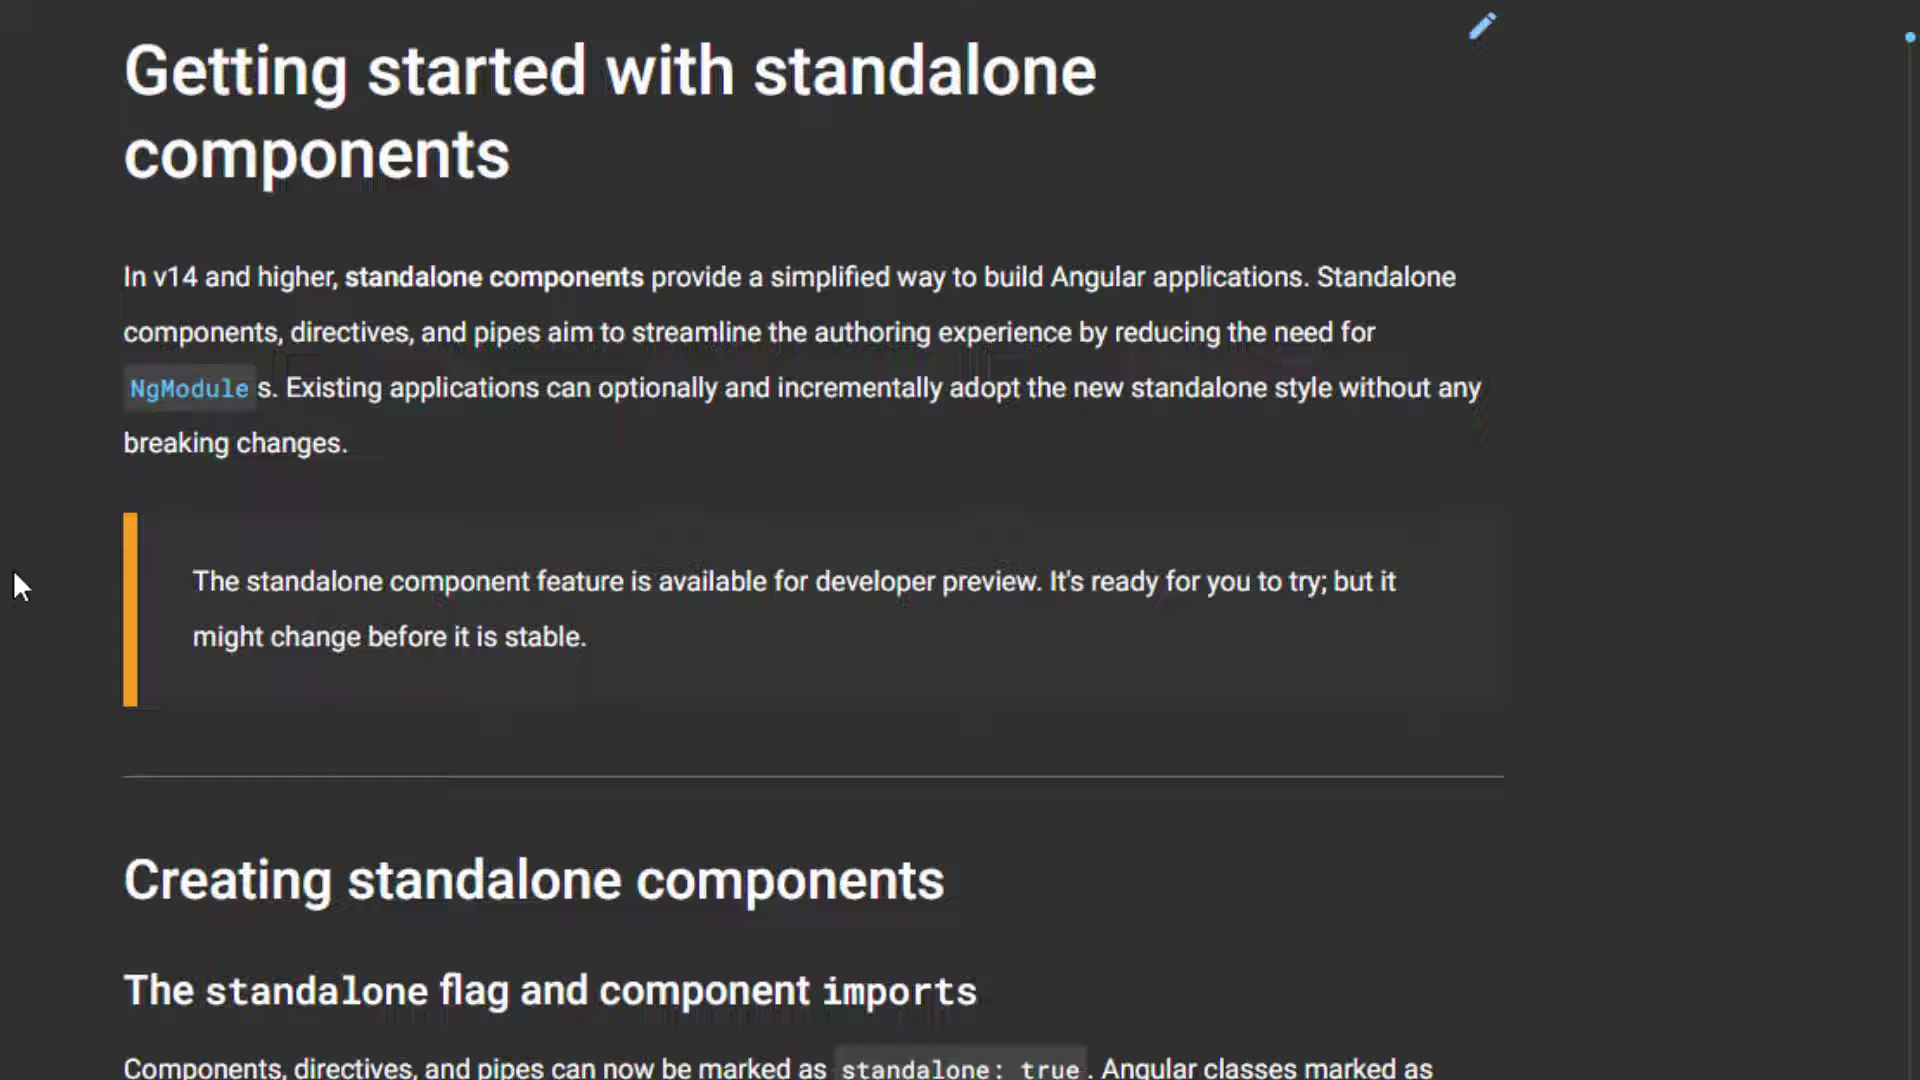 Getting started with standalone
components
In v14 and higher, standalone components provide a simplified way to build Angular applications. Standalone
components, directives, and pipes aim to streamline the authoring experience by reducing the need for
NgModules. Existing applications can optionally and incrementally adopt the new standalone style without any
breaking changes.
The standalone component feature is available for developer preview. It's ready for you to try; but it
might change before it is stable.
Creating standalone components
The standalone flag and component imports
Components, directives, and pipes can now be marked as standalone: true. Angular classes marked as